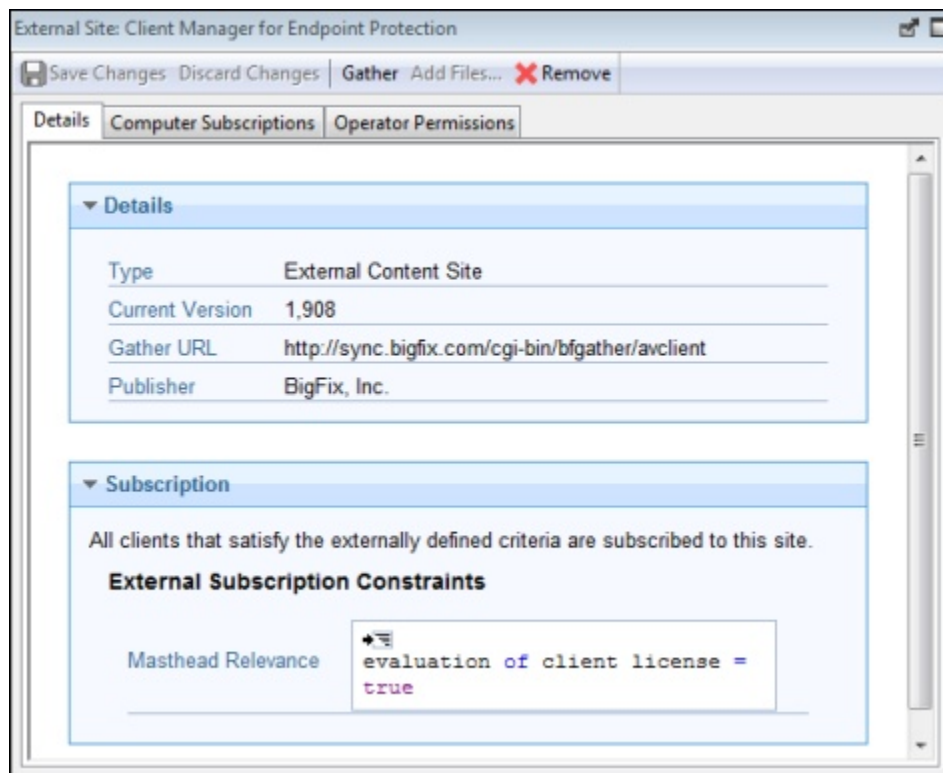 External Site: Client Manager for Endpoint Protection
Save Changes Discard Changes Gather Add Files... Remove
Details Computer Subscriptions Operator Permissions
Details
Type External Content Site
Current Version 1,908
Gather URL http://sync.bigfix.com/cgi-bin/bfgather/avclient
Publisher BigFix, Inc.
Subscription
All clients that satisfy the externally defined criteria are subscribed to this site.
External Subscription Constraints
Masthead Relevance evaluation of client license =
true